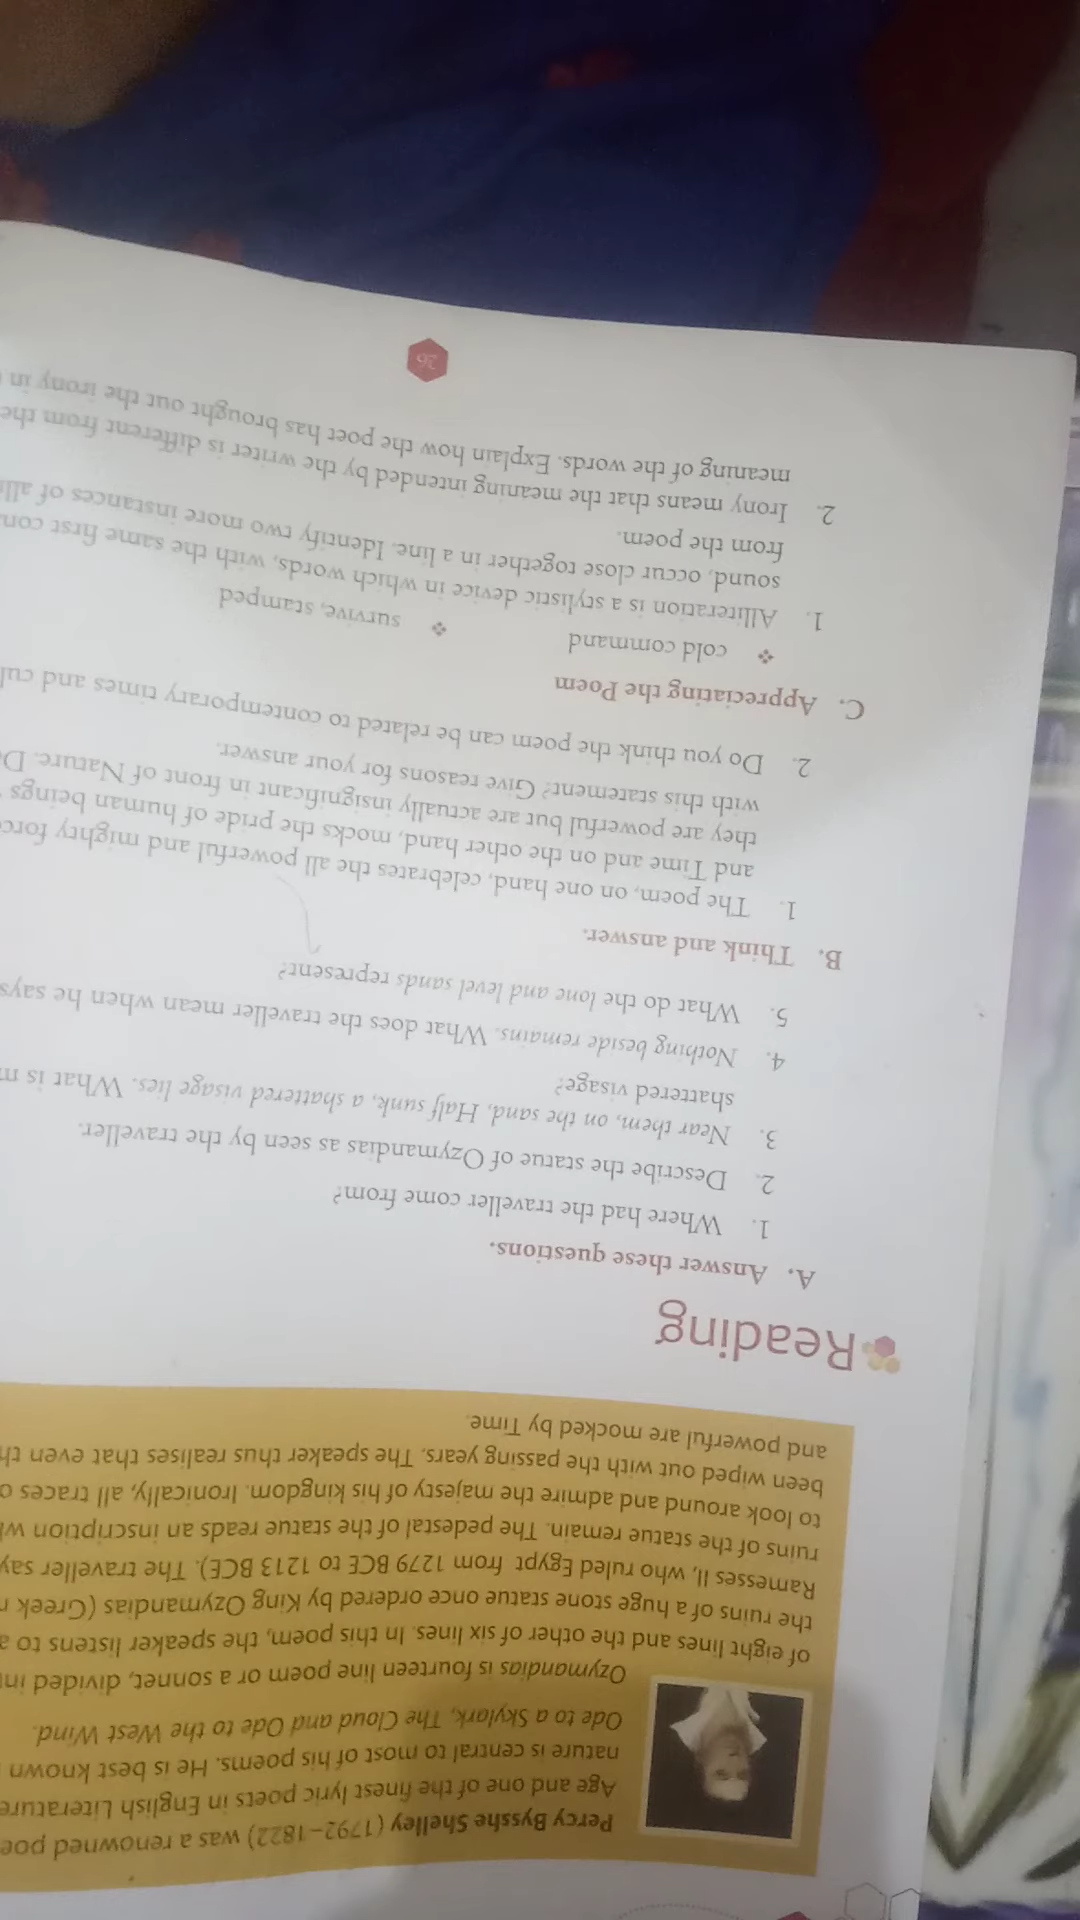 Percy Bysshe Shelley (1792–1822) was a renowned
Age and one of the finest lyric poets in English Literature
nature is central to most of his poems. He is best known
Ode to a Skylark, The Cloud and Ode to the West Wind.
Ozymandias is fourteen line poem or a sonnet, divided
of eight lines and the other of six lines. In this poem, the speaker listens to
the ruins of a huge stone statue once ordered by King Ozymandias (Greek
Ramesses II, who ruled Egypt from 1279 BCE to 1213 BCE). The traveller
ruins of the statue remain. The pedestal of the statue reads an inscription
to look around and admire the majesty of his kingdom. Ironically, all traces
been wiped out with the passing years. The speaker thus realises that even
and powerful are mocked by Time.
Reading
A. Answer these questions.
1. Where had the traveller come from?
2. Describe the statue of Ozymandias as seen by the traveller.
3. Near them, on the sand, Half sunk, a shattered visage lies. What is
shattered visage?
4. Nothing beside remains. What does the traveller mean when he says
5. What do the lone and level sands represent?
B. Think and answer.
1. The poem, on one hand, celebrates the all powerful and mighty
and Time and on the other hand, mocks the pride of human beings
they are powerful but are actually insignificant in front of Nature.
with this statement? Give reasons for your answer.
2. Do you think the poem can be related to contemporary times and
C. Appreciating the Poem
❖ cold command ❖ survive, stamped
1. Alliteration is a stylistic device in which words, with the same first
sound, occur close together in a line. Identify two more instances of
from the poem.
2. Irony means that the meaning intended by the writer is different from the
meaning of the words. Explain how the poet has brought out the irony in
26